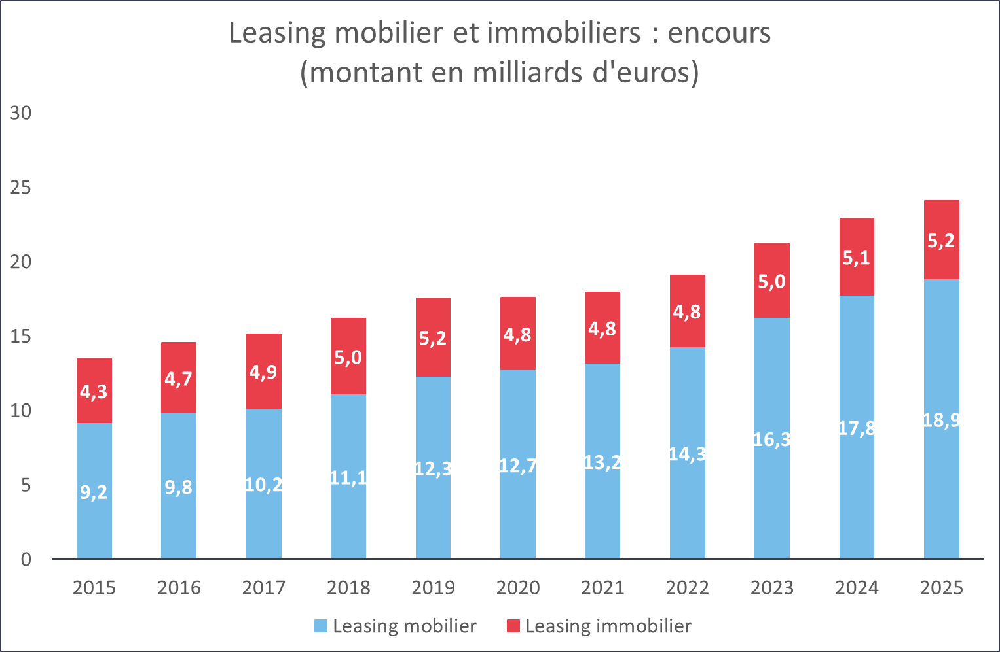 Leasing mobilier et immobiliers : encours
(montant en milliards d'euros)
30
25
20
15
10
5
0
4,3 4,7 4,9 5,0 5,2 4,8 4,8 4,8 5,0 5,1 5,2
9,2 9,8 10,2 11,1 12,3 12,7 13,2 14,3 16,3 17,8 18,9
2015 2016 2017 2018 2019 2020 2021 2022 2023 2024 2025
Leasing mobilier Leasing immobilier